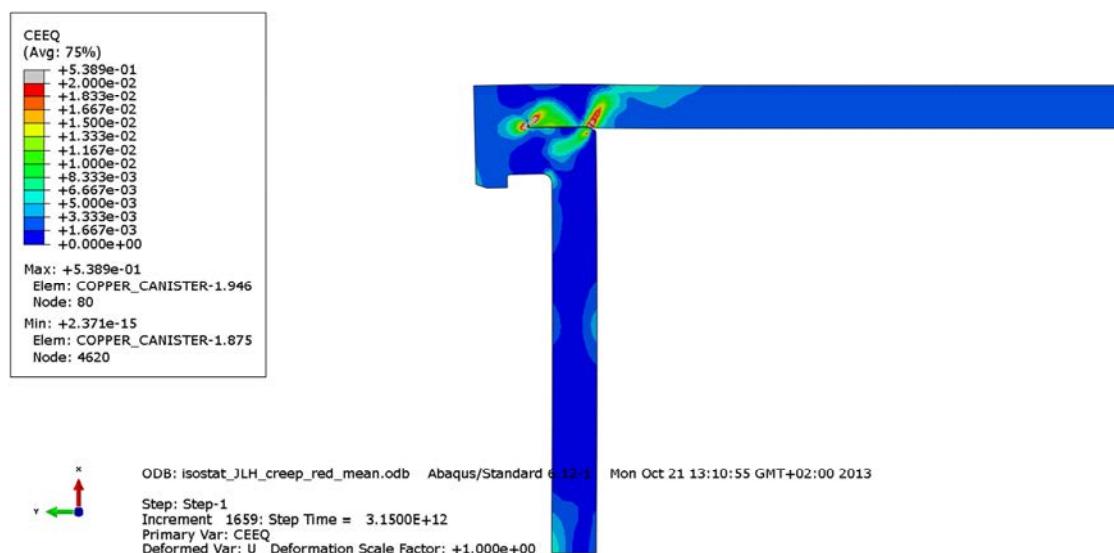 CEEQ
(Avg: 75%)
+5.389e-01
+2.000e-02
+1.833e-02
+1.667e-02
+1.500e-02
+1.333e-02
+1.167e-02
+1.000e-02
+8.333e-03
+6.667e-03
+5.000e-03
+3.333e-03
+1.667e-03
+0.000e+00
Max: +5.389e-01
Elem: COPPER_CANISTER-1.946
Node: 80
Min: +2.371e-15
Elem: COPPER_CANISTER-1.875
Node: 4620
X
Y
ODB: isostat_JLH_creep_red_mean.odb Abaqus/Standard Mon Oct 21 13:10:55 GMT+02:00 2013
Step: Step-1
Increment 1659: Step Time = 3.1500E+12
Primary Var: CEEQ
Deformed Var: U Deformation Scale Factor: +1.000e+00